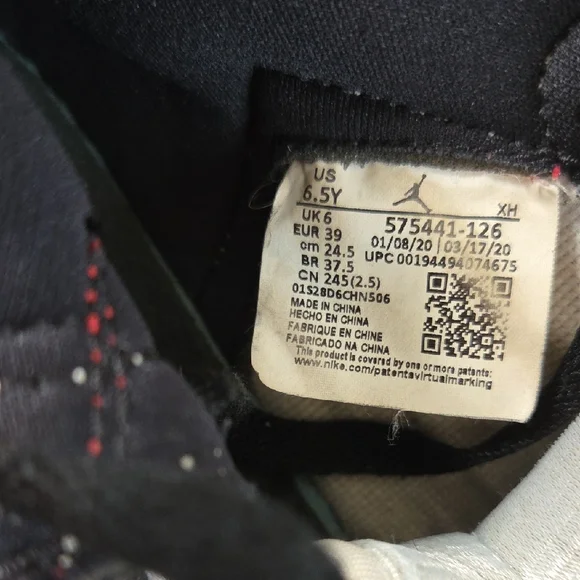 US
6.5Y
XH
UK 6
575441-126
EUR 39
01/08/20 03/17/20
cm 24.5
UPC 00194494074675
BR 37.5
CN 245(2.5)
01S28D6CHN506
MADE IN CHINA
HECHO EN CHINA
FABRIQUE EN CHINE
FABRICADO NA CHINA
This product is covered by one or more patents:
www.nike.com/patentsvirtualmarking